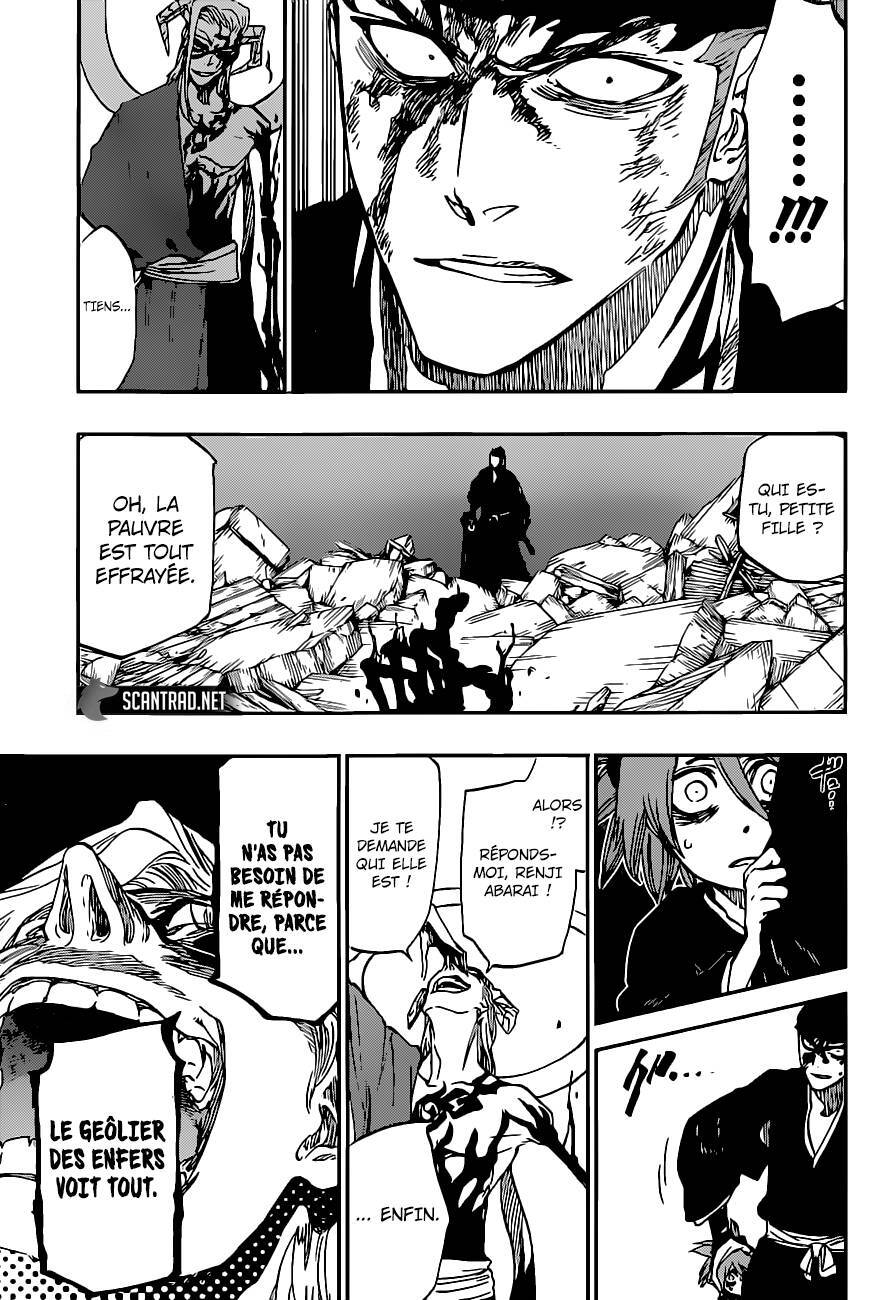 ......!!!
TIENS...
QUI ES-
TU, PETITE
FILLE ?
OH, LA
PAUVRE
EST TOUT
EFFRAYÉE.
SCANTRAD.NET
ALORS
!?
RÉPONDS-
MOI, RENJI
ABARAI !
JE TE
DEMANDE
QUI ELLE
EST !
... ENFIN.
TU
N'AS PAS
BESOIN DE
ME RÉPON-
DRE, PARCE
QUE...
LE GEÔLIER
DES ENFERS
VOIT TOUT.